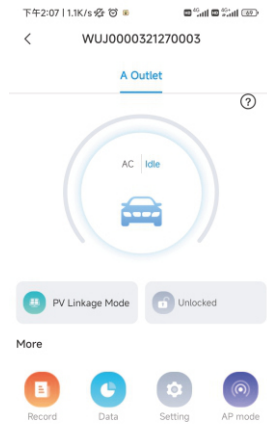 下午2:07 | 1.1K/s
WUJ0000321270003
A Outlet
?
AC Idle
PV Linkage Mode
Unlocked
More
Record
Data
Setting
AP mode